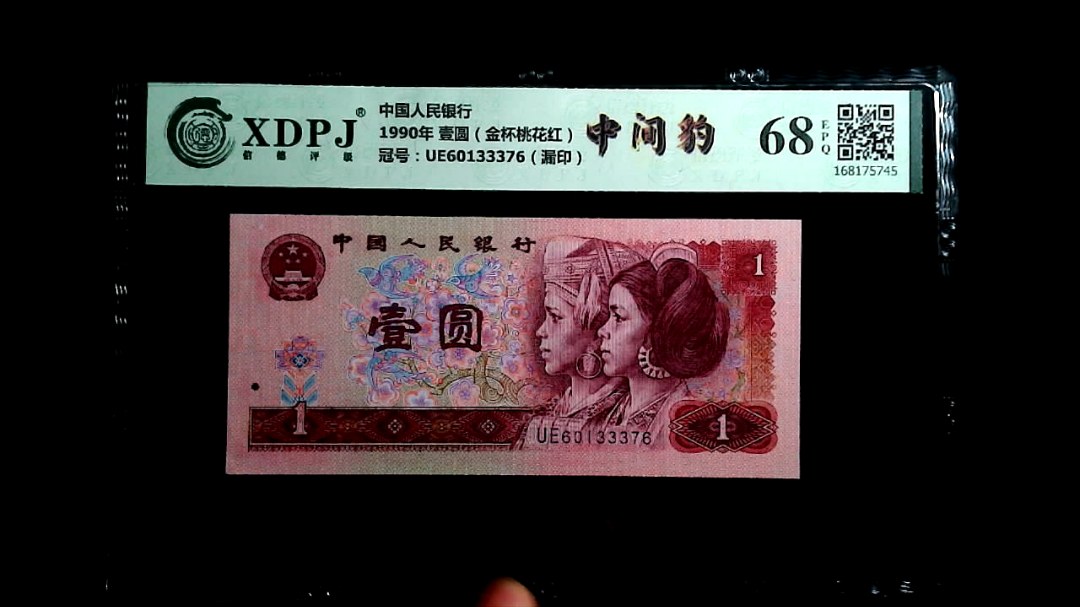 XDPJ®
信德评级
中国人民银行
1990年 壹圆（金杯桃花红）
冠号：UE60133376（漏印）
中间豹
68
EPQ
168175745
中國人民銀行
1
壹圆
1
UE60133376
1